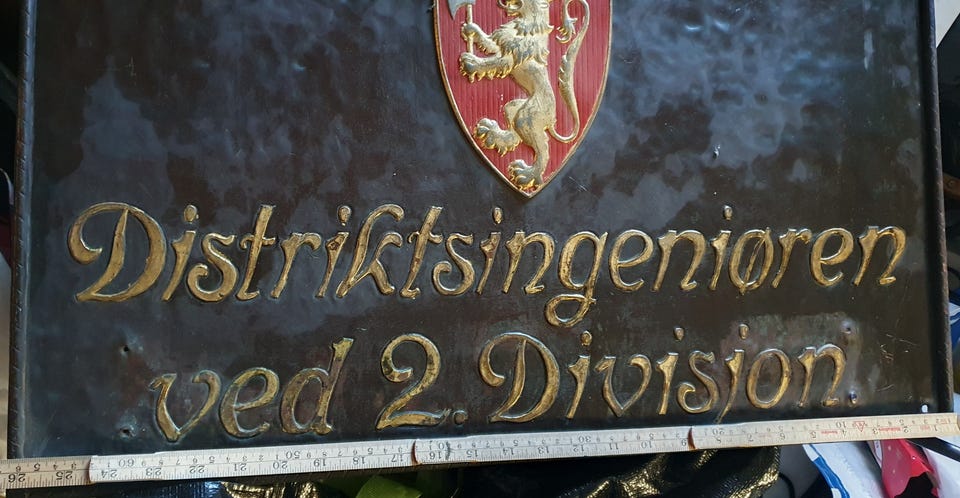 Distriktsingeniøren
ved 2. Divisjon.